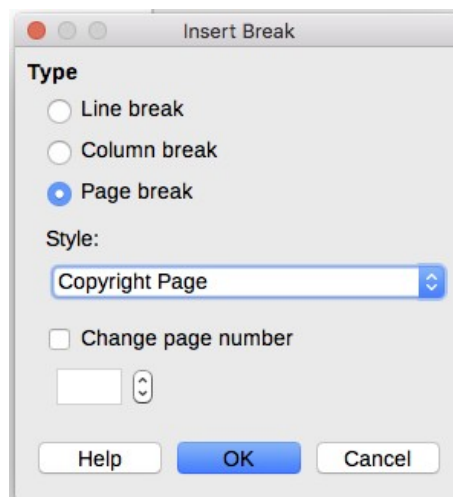 Insert Break
Type
Line break
Column break
Page break
Style:
Copyright Page
Change page number
Help OK Cancel